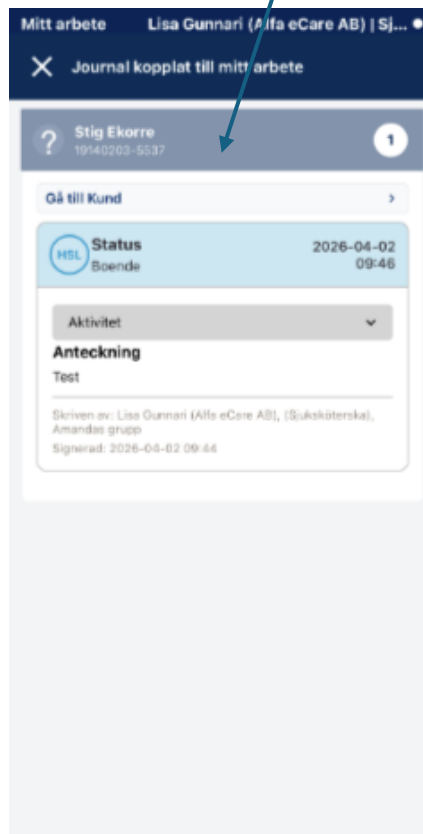 Mitt arbete Lisa Gunnari (Alfa eCare AB) | Sj...
Journal kopplat till mitt arbete
? Stig Ekorre 1
19140203-5537
Gå till Kund
HSL Status 2026-04-02
Boende 09:46
Aktivitet
Anteckning
Test
Skriven av: Lisa Gunnari (Alfa eCare AB), (Sjuksköterska),
Amandas grupp
Signerad: 2026-04-02 09:44